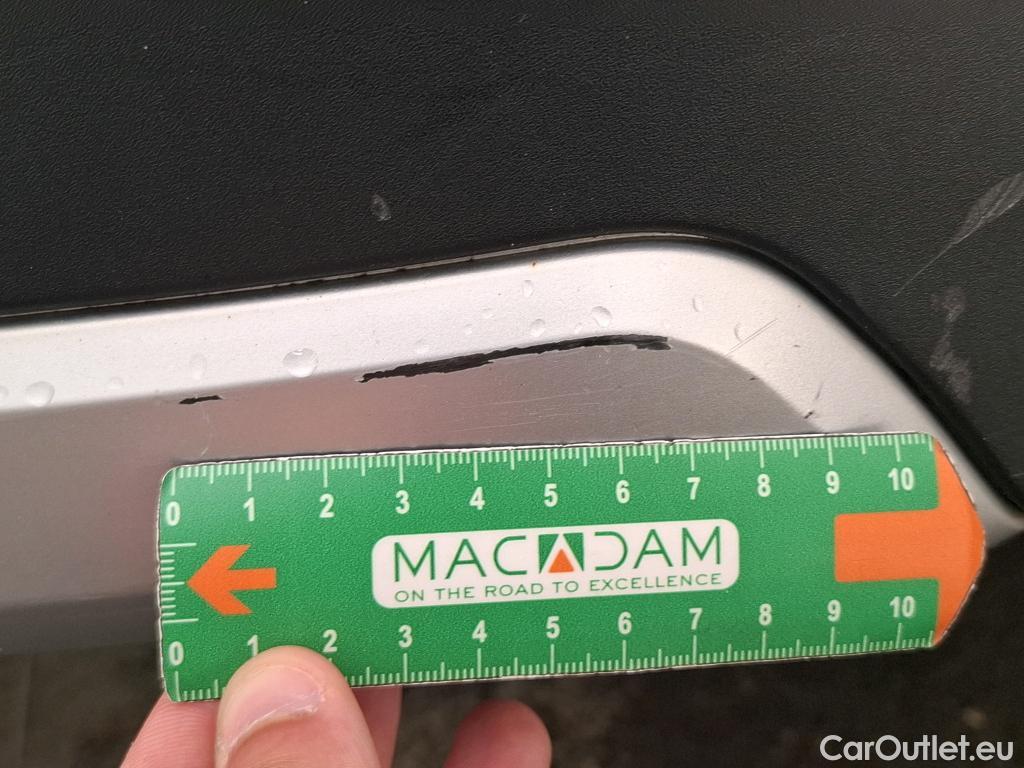 0 1 2 3 4 5 6 7 8 9 10
MACADAM
ON THE ROAD TO EXCELLENCE
0 1 2 3 4 5 6 7 8 9 10
CarOutlet.eu